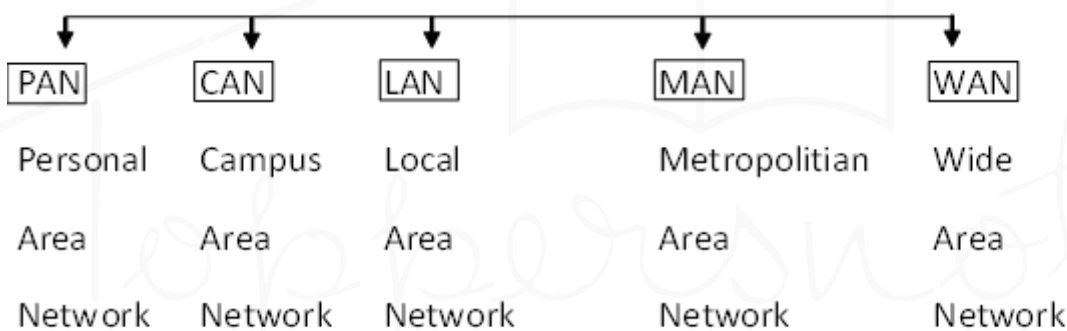 PAN CAN LAN MAN WAN
Personal Campus Local Metropolitian Wide
Area Area Area Area Area
Network Network Network Network Network
Toppersnot